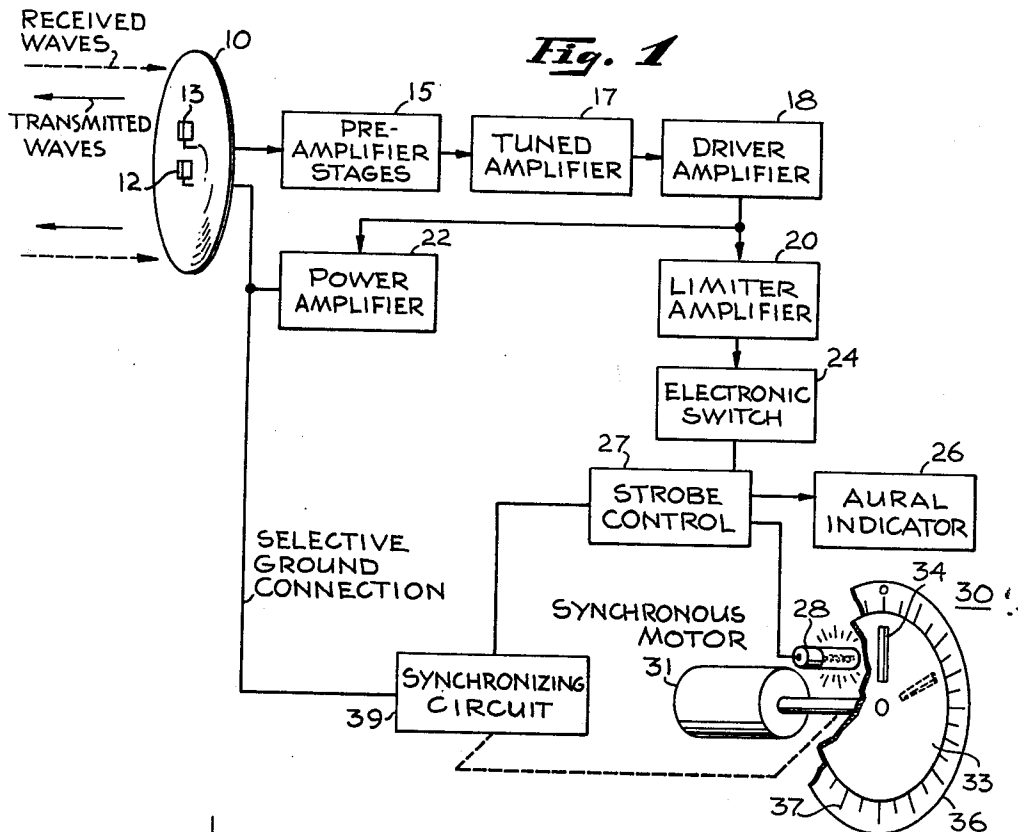 RECEIVED
WAVES
10
Fig. 1
13
TRANSMITTED
WAVES
12
15
PRE-
AMPLIFIER
STAGES
17
TUNED
AMPLIFIER
18
DRIVER
AMPLIFIER
22
POWER
AMPLIFIER
20
LIMITER
AMPLIFIER
24
ELECTRONIC
SWITCH
27
STROBE
CONTROL
26
AURAL
INDICATOR
SELECTIVE
GROUND
CONNECTION
SYNCHRONOUS
MOTOR
28
34
30
0
31
SYNCHRONIZING
CIRCUIT
39
33
37
36